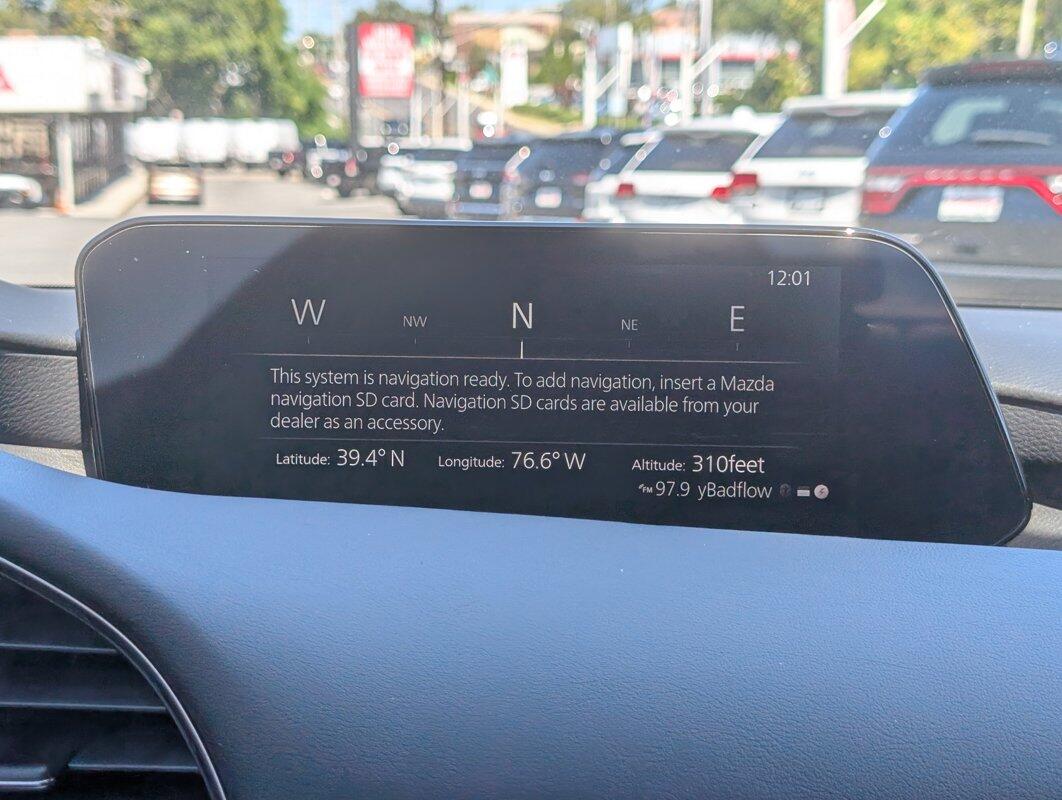 12:01
W NW N NE E
This system is navigation ready. To add navigation, insert a Mazda
navigation SD card. Navigation SD cards are available from your
dealer as an accessory.
Latitude: 39.4° N Longitude: 76.6° W Altitude: 310feet
FM 97.9 yBadflow